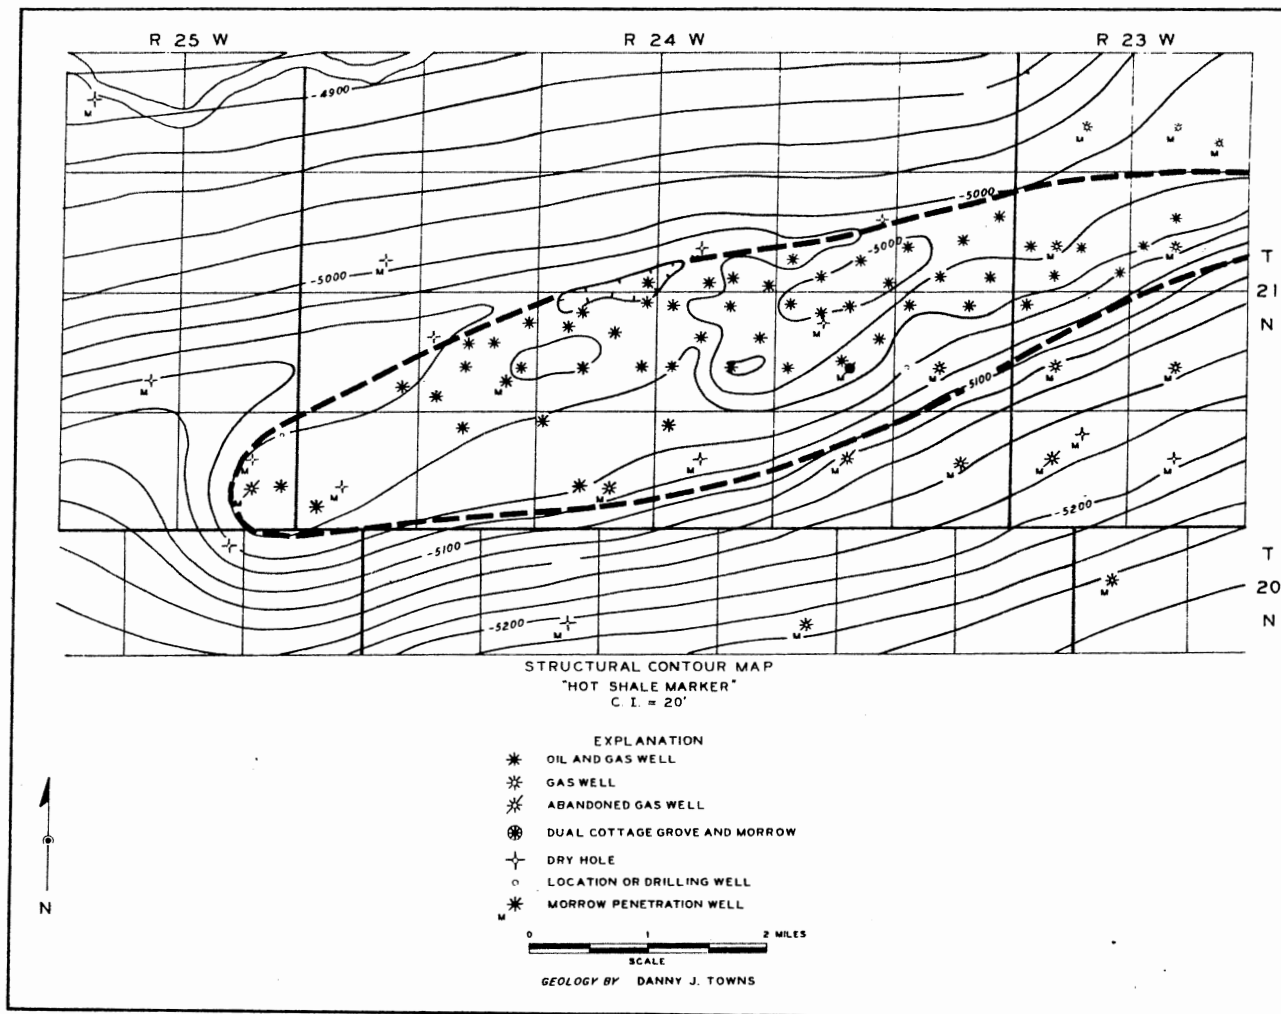 R 25 W R 24 W R 23 W
-4900
M
M M
M
-5000
-5000
T
M -5000 M M
-5000
21
N
M
M
M M M M
5100
M M M M M M
M M
-5200
-5100
T
20
M
N
-5200
M M
STRUCTURAL CONTOUR MAP
"HOT SHALE MARKER"
C. I. = 20'
EXPLANATION
OIL AND GAS WELL
GAS WELL
ABANDONED GAS WELL
DUAL COTTAGE GROVE AND MORROW
DRY HOLE
LOCATION OR DRILLING WELL
M MORROW PENETRATION WELL
N
0 1 2 MILES
SCALE
GEOLOGY BY DANNY J. TOWNS